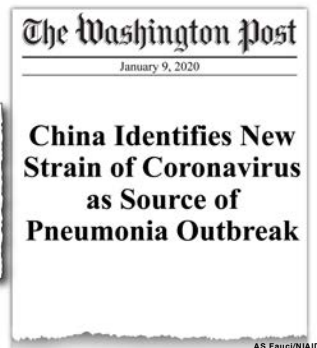 The Washington Post
January 9, 2020
China Identifies New
Strain of Coronavirus
as Source of
Pneumonia Outbreak
AS Fauci/NIAID